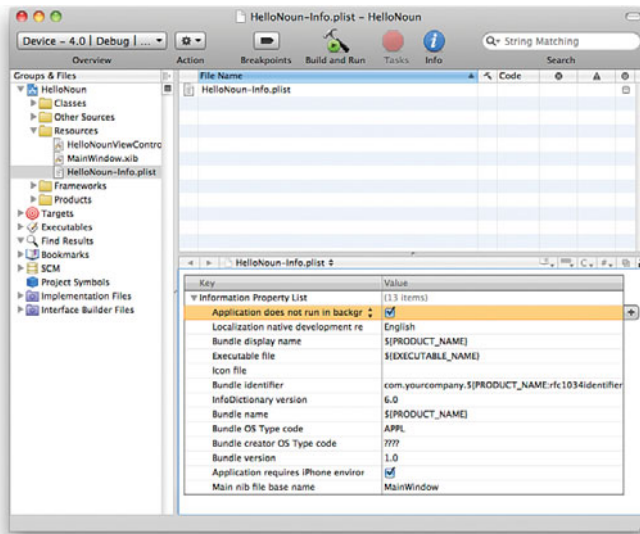 HelloNoun-Info.plist – HelloNoun
Device – 4.0 | Debug | ...
String Matching
Overview
Action
Breakpoints
Build and Run
Tasks
Info
Search
Groups & Files
HelloNoun
Classes
Other Sources
Resources
HelloNounViewContro
MainWindow.xib
HelloNoun-Info.plist
Frameworks
Products
Targets
Executables
Find Results
Bookmarks
SCM
Project Symbols
Implementation Files
Interface Builder Files
File Name
Code
HelloNoun-Info.plist
HelloNoun-Info.plist
Key Value
Information Property List (13 items)
Application does not run in backgr
Localization native development re English
Bundle display name ${PRODUCT_NAME}
Executable file ${EXECUTABLE_NAME}
Icon file
Bundle identifier com.yourcompany.${PRODUCT_NAME:rfc1034identifier
InfoDictionary version 6.0
Bundle name ${PRODUCT_NAME}
Bundle OS Type code APPL
Bundle creator OS Type code ????
Bundle version 1.0
Application requires iPhone enviror
Main nib file base name MainWindow